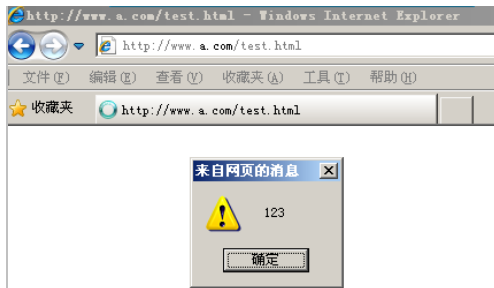 http://www.a.com/test.html - Windows Internet Explorer
http://www.a.com/test.html
文件(F) 编辑(E) 查看(V) 收藏夹(A) 工具(T) 帮助(H)
收藏夹 http://www.a.com/test.html
来自网页的消息
123
确定